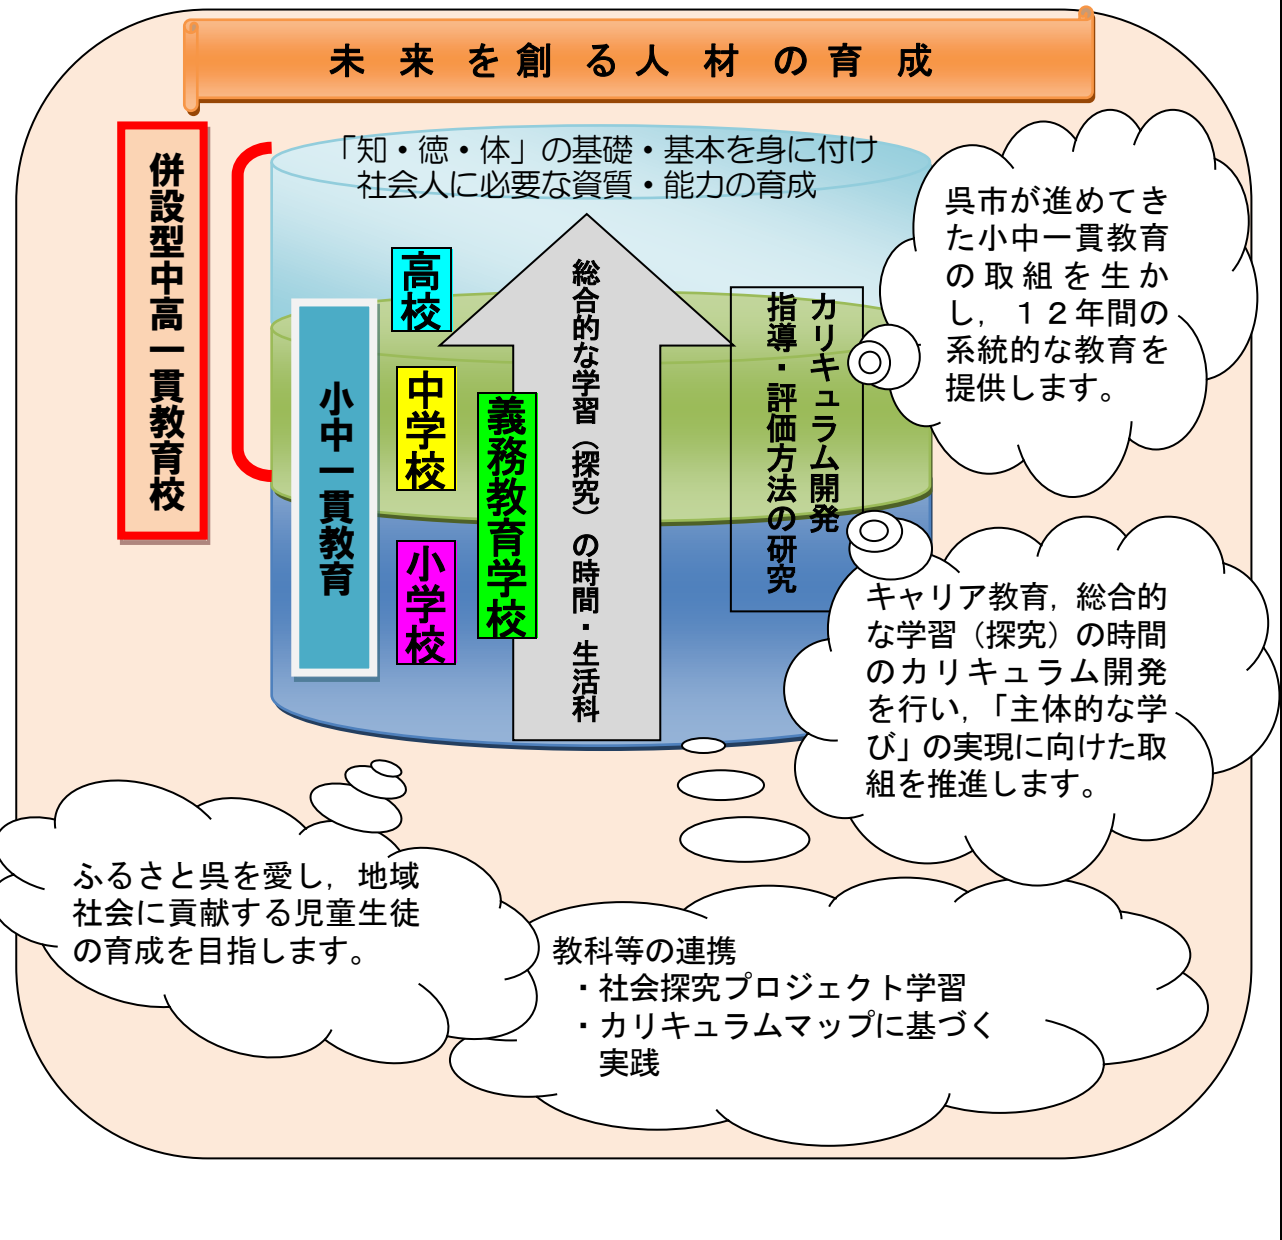 未来を創る人材の育成
併設型中高一貫教育校
「知・徳・体」の基礎・基本を身に付け
社会人に必要な資質・能力の育成
高校
中学校
小学校
小中一貫教育
義務教育学校
総合的な学習（探究）の時間・生活科
カリキュラム開発
指導・評価方法の研究
呉市が進めてき
た小中一貫教育
の取組を生か
し，１２年間の
系統的な教育を
提供します。
キャリア教育，総合的
な学習（探究）の時間
のカリキュラム開発
を行い，「主体的な学
び」の実現に向けた取
組を推進します。
ふるさと呉を愛し，地域
社会に貢献する児童生徒
の育成を目指します。
教科等の連携
・社会探究プロジェクト学習
・カリキュラムマップに基づく
実践